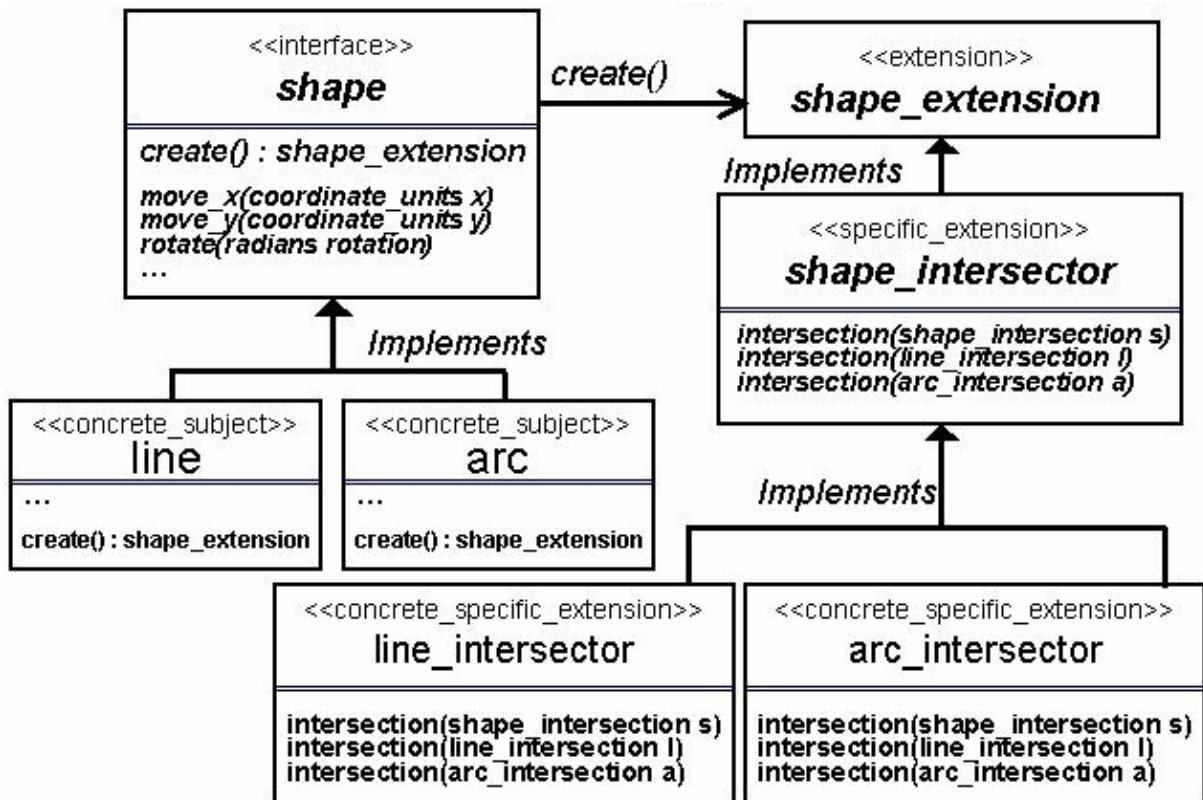 <<interface>>
shape
create() : shape_extension
move_x(coordinate_units x)
move_y(coordinate_units y)
rotate(radians rotation)
...
create()
<<extension>>
shape_extension
Implements
<<specific_extension>>
shape_intersector
intersection(shape_intersection s)
intersection(line_intersection l)
intersection(arc_intersection a)
Implements
<<concrete_subject>>
line
...
create() : shape_extension
<<concrete_subject>>
arc
...
create() : shape_extension
Implements
<<concrete_specific_extension>>
line_intersector
intersection(shape_intersection s)
intersection(line_intersection l)
intersection(arc_intersection a)
<<concrete_specific_extension>>
arc_intersector
intersection(shape_intersection s)
intersection(line_intersection l)
intersection(arc_intersection a)